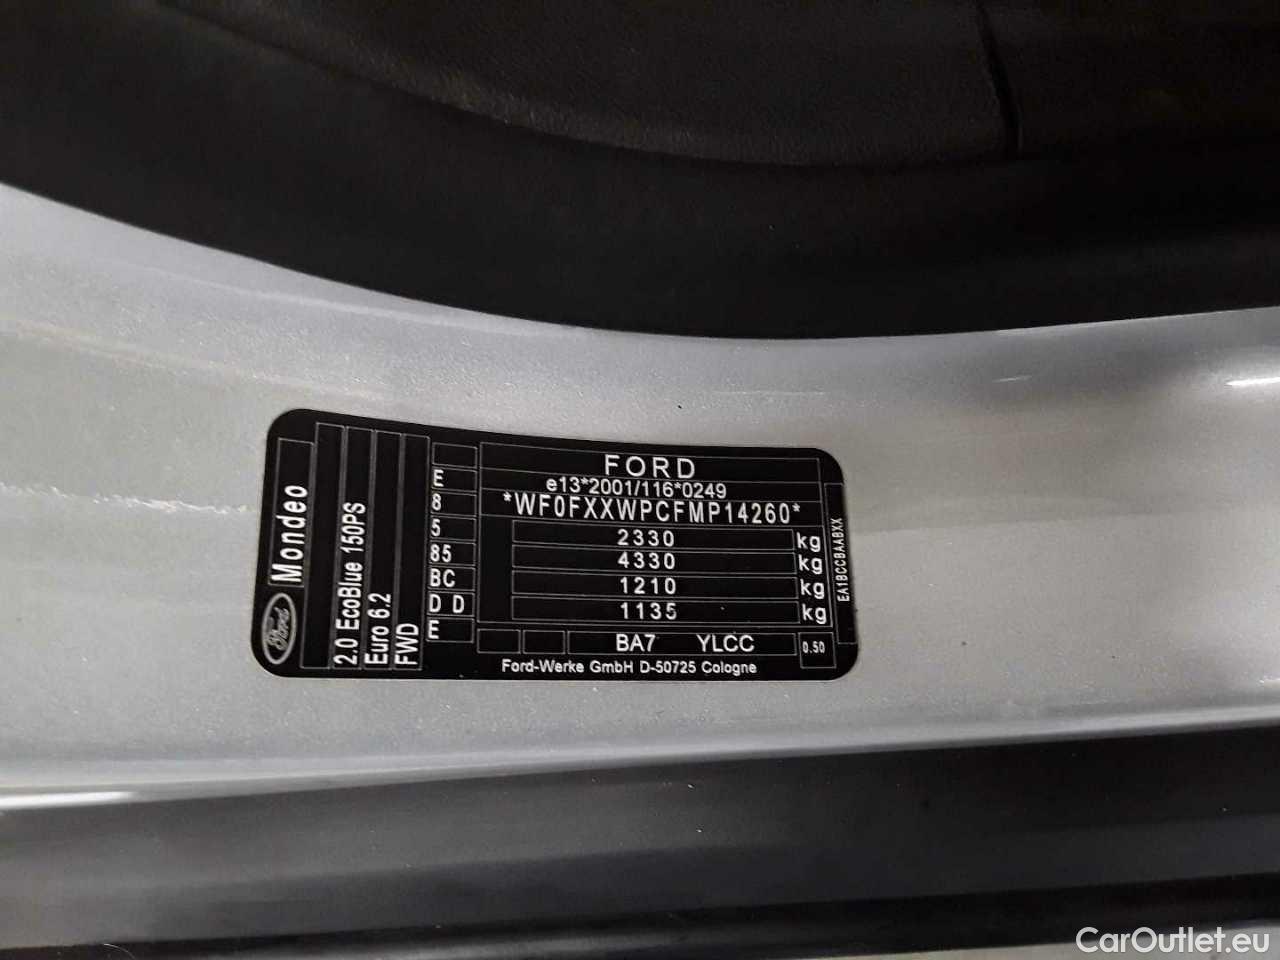 FORD
e13*2001/116*0249
*WF0FXXWPCFMP14260*
2330 kg
4330 kg
1210 kg
1135 kg
BA7 YLCC
0.50
Ford-Werke GmbH D-50725 Cologne
E
8
5
85
BC
D D
E
Ford
Mondeo
2.0 EcoBlue 150PS
Euro 6.2
FWD
EA1BCCBAABXX
CarOutlet.eu